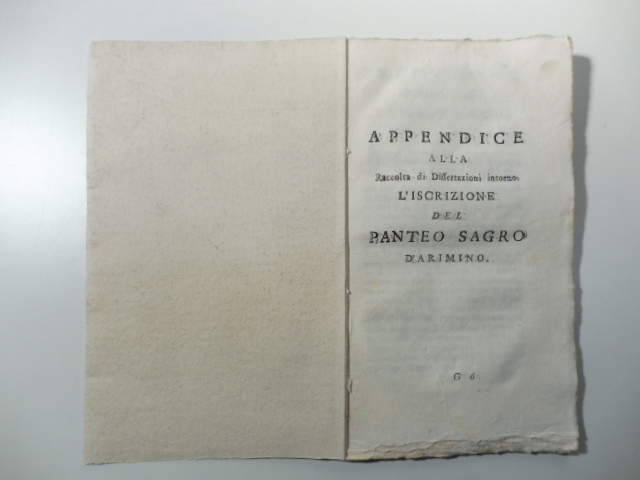 APPENDICE
ALLA
Raccolta di Dissertazioni intorno
L'ISCRIZIONE
DEL
PANTEO SAGRO
D'ARIMINO.
G 6